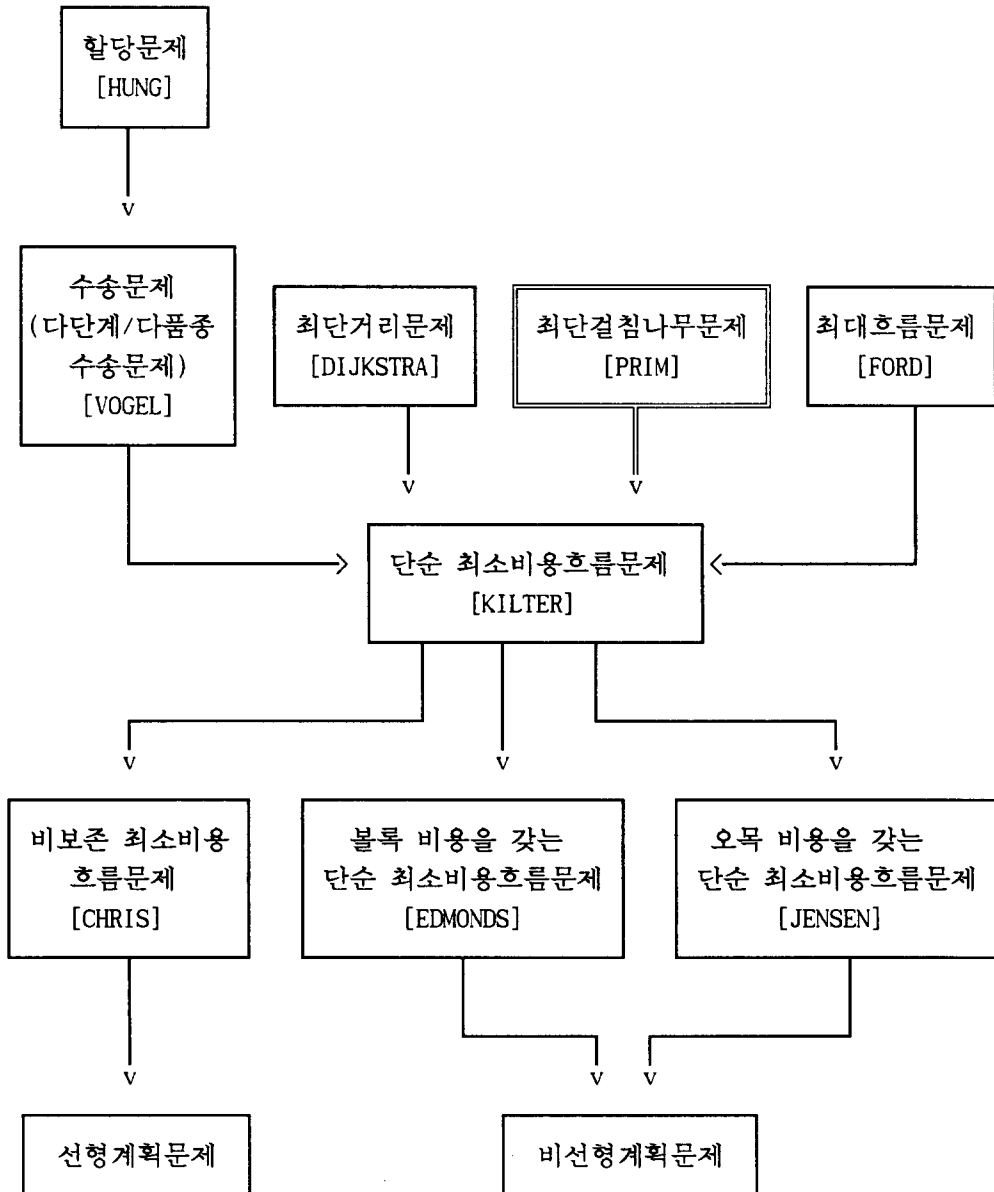 할당문제
[HUNG]
v
수송문제
(다단계/다품종
수송문제)
[VOGEL]
최단거리문제
[DIJKSTRA]
최단걸침나무문제
[PRIM]
최대흐름문제
[FORD]
v
v
단순 최소비용흐름문제
[KILTER]
v
v
v
비보존 최소비용
흐름문제
[CHRIS]
볼록 비용을 갖는
단순 최소비용흐름문제
[EDMONDS]
오목 비용을 갖는
단순 최소비용흐름문제
[JENSEN]
v
v
v
선형계획문제
비선형계획문제